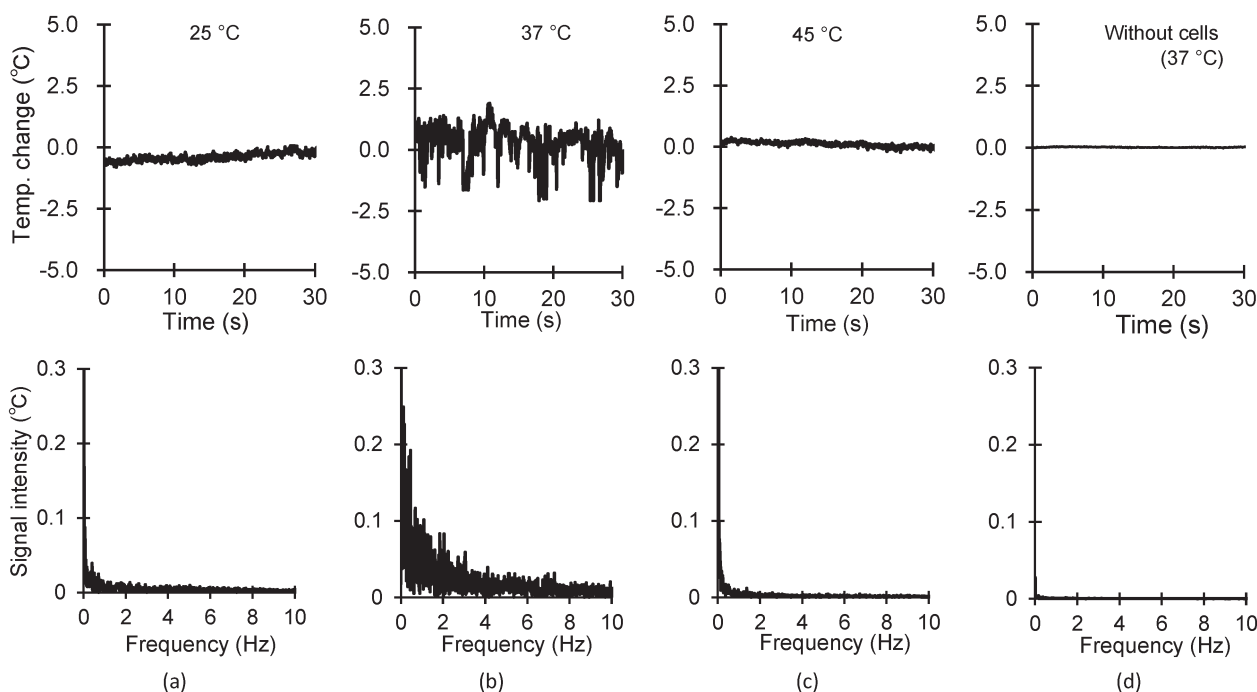 Temp. change (°C)
5.0
2.5
0.0
-2.5
-5.0
25 °C
0 10 20 30
Time (s)
5.0
2.5
0.0
-2.5
-5.0
37 °C
0 10 20 30
Time (s)
5.0
2.5
0.0
-2.5
-5.0
45 °C
0 10 20 30
Time (s)
5.0
2.5
0.0
-2.5
-5.0
Without cells
(37 °C)
0 10 20 30
Time (s)
Signal intensity (°C)
0.3
0.2
0.1
0
0 2 4 6 8 10
Frequency (Hz)
(a)
0.3
0.2
0.1
0
0 2 4 6 8 10
Frequency (Hz)
(b)
0.3
0.2
0.1
0
0 2 4 6 8 10
Frequency (Hz)
(c)
0.3
0.2
0.1
0
0 2 4 6 8 10
Frequency (Hz)
(d)